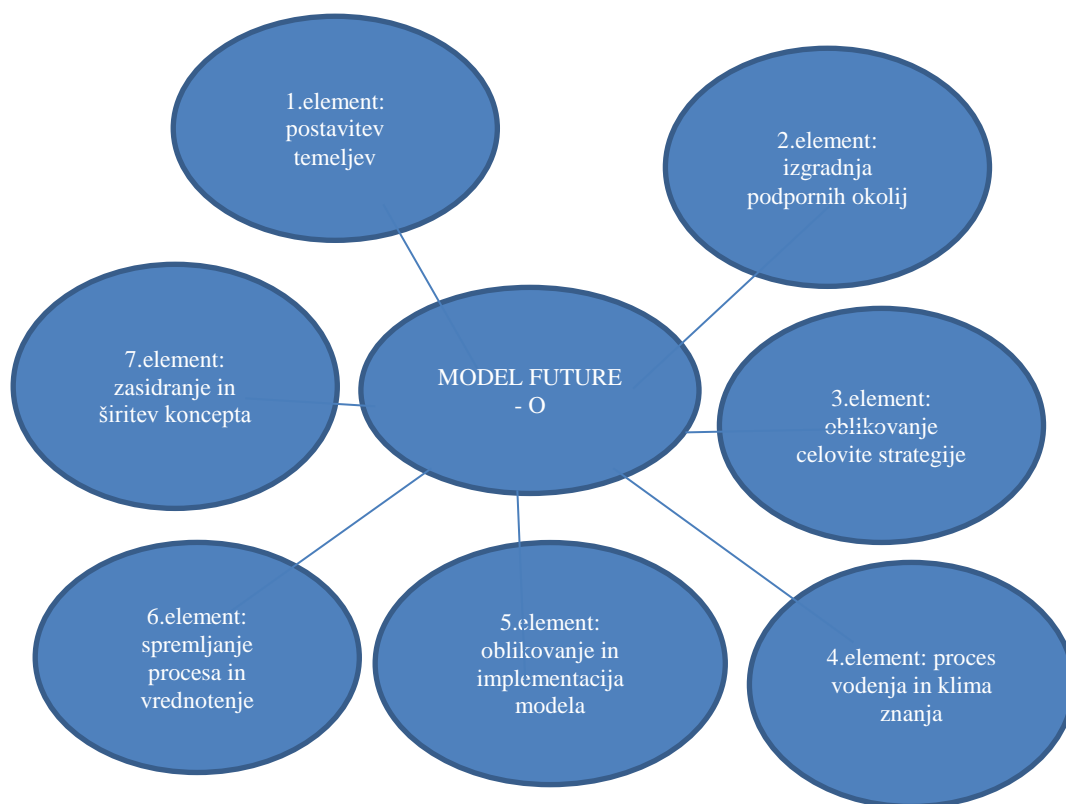 1.element:
postavitev
temeljev
2.element:
izgradnja
podpornih okolij
7.element:
zasidranje in
širitev koncepta
MODEL FUTURE
- O
3.element:
oblikovanje
celovite strategije
6.element:
spremljanje
procesa in
vrednotenje
5.element:
oblikovanje in
implementacija
modela
4.element: proces
vodenja in klima
znanja